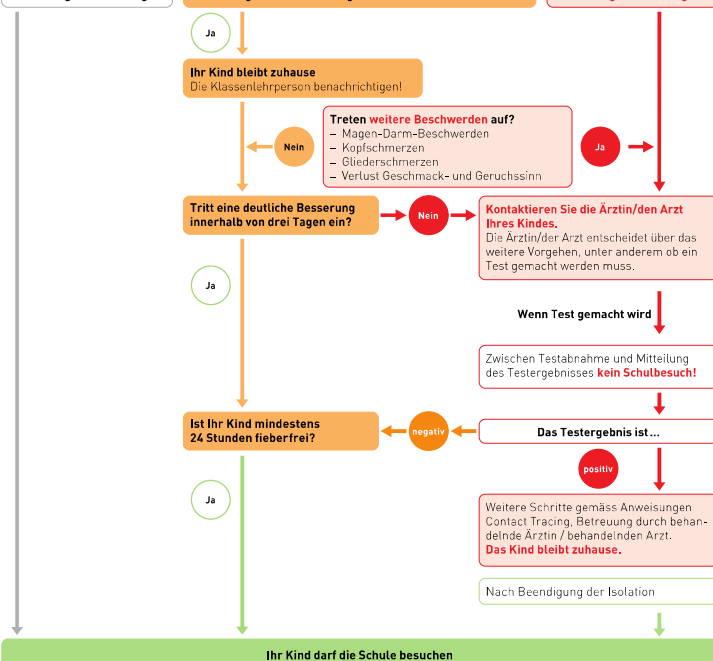 Ja
Ihr Kind bleibt zuhause
Die Klassenlehrperson benachrichtigen!
Nein
Treten weitere Beschwerden auf?
– Magen-Darm-Beschwerden
– Kopfschmerzen
– Gliederschmerzen
– Verlust Geschmack- und Geruchssinn
Ja
Tritt eine deutliche Besserung
innerhalb von drei Tagen ein?
Nein
Kontaktieren Sie die Ärztin/den Arzt
Ihres Kindes.
Die Ärztin/der Arzt entscheidet über das
weitere Vorgehen, unter anderem ob ein
Test gemacht werden muss.
Ja
Wenn Test gemacht wird
Zwischen Testabnahme und Mitteilung
des Testergebnisses kein Schulbesuch!
Ist Ihr Kind mindestens
24 Stunden fieberfrei?
negativ
Das Testergebnis ist...
positiv
Ja
Weitere Schritte gemäss Anweisungen
Contact Tracing, Betreuung durch behan-
delnde Ärztin / behandelnden Arzt.
Das Kind bleibt zuhause.
Nach Beendigung der Isolation
Ihr Kind darf die Schule besuchen